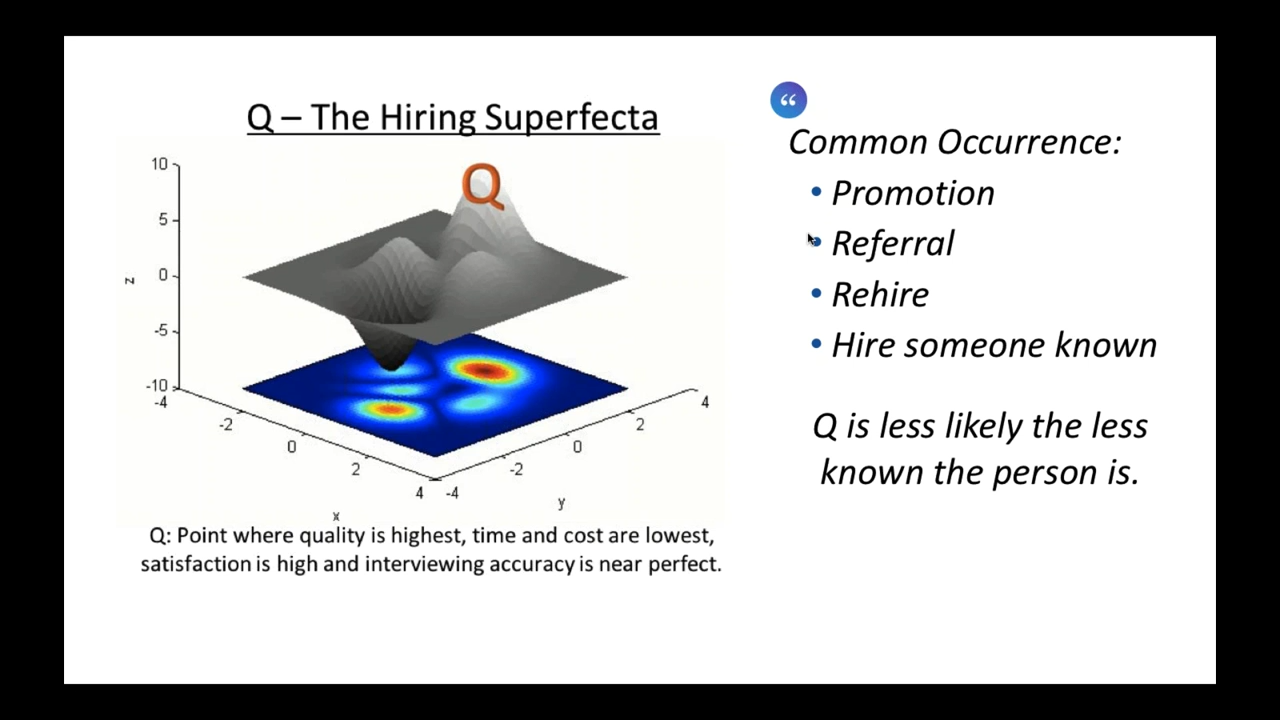 Q – The Hiring Superfecta
10
5
0
-5
-10
z
-4
-2
0
2
4
x
-4
-2
0
2
4
y
Q
Q: Point where quality is highest, time and cost are lowest,
satisfaction is high and interviewing accuracy is near perfect.
“
Common Occurrence:
• Promotion
• Referral
• Rehire
• Hire someone known
Q is less likely the less
known the person is.